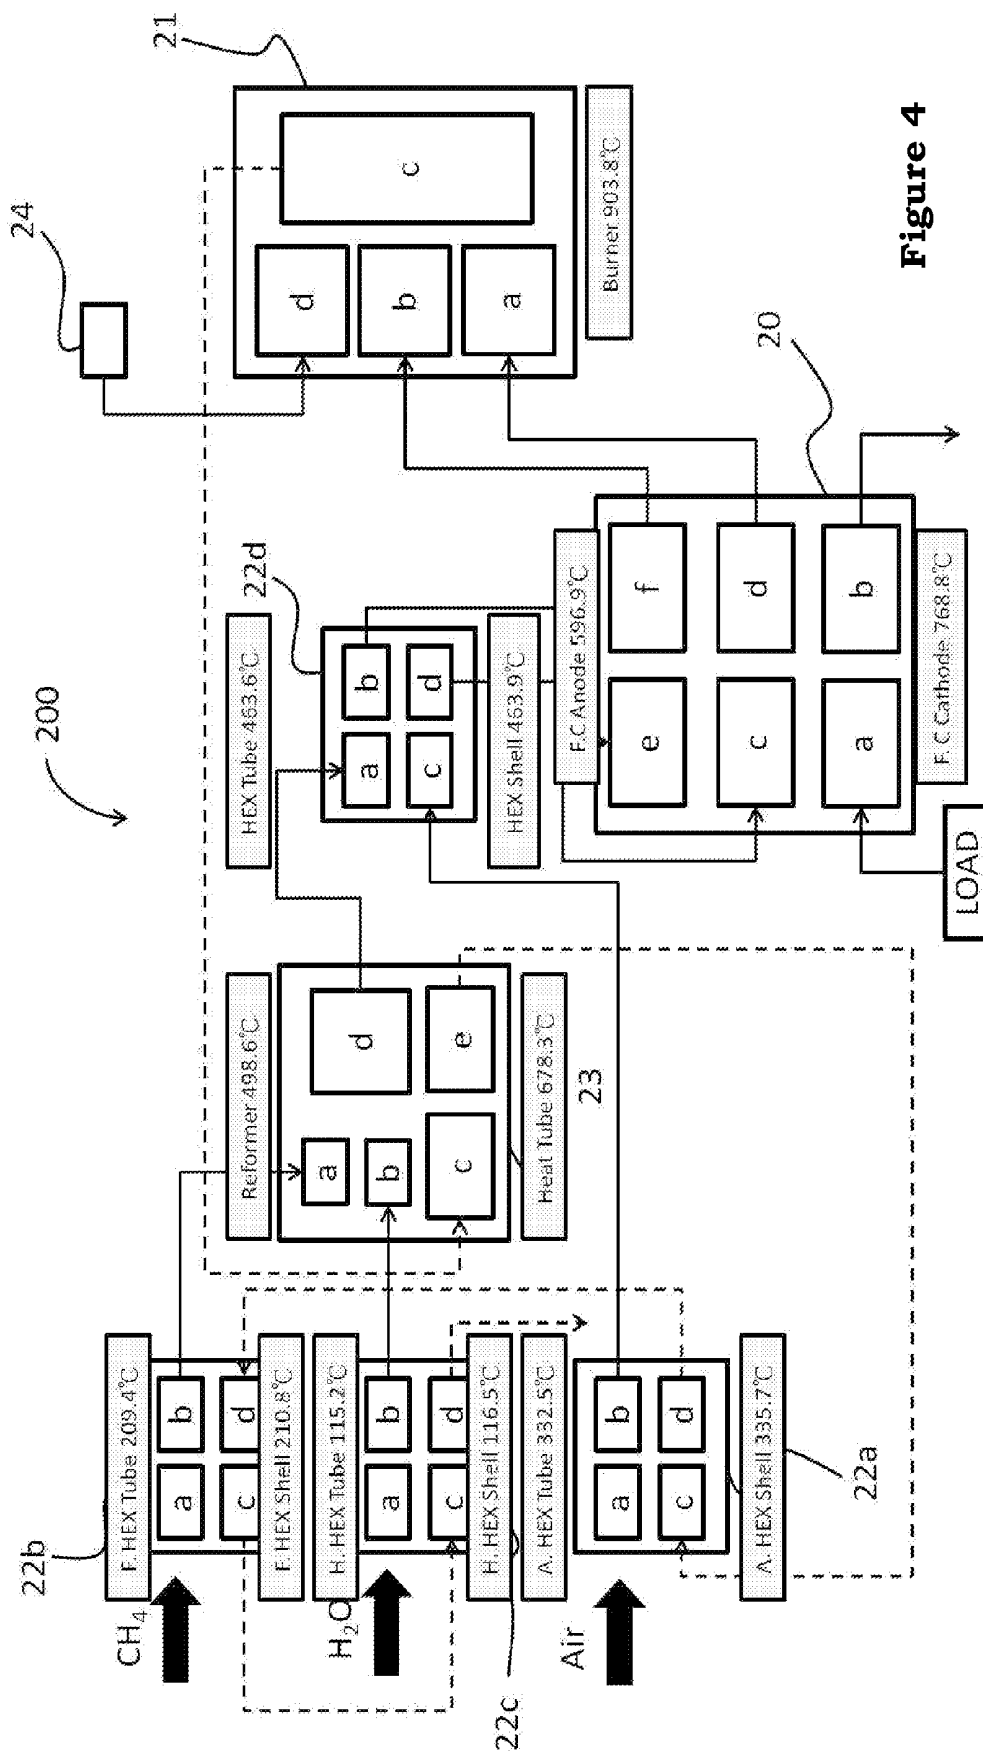 200
24
21
22d
20
23
22b
22c
22a
CH4
H2O
Air
F. HEX Tube 209.4℃
a
b
c
d
F. HEX Shell 210.8℃
H. HEX Tube 115.2℃
a
b
c
d
H. HEX Shell 116.5℃
A. HEX Tube 332.5℃
a
b
c
d
A. HEX Shell 335.7℃
Reformer 498.6℃
a
b
c
d
e
Heat Tube 678.3℃
HEX Tube 463.6℃
a
b
c
d
HEX Shell 463.9℃
F.C Anode 596.9℃
e
f
c
d
a
b
F. C Cathode 768.8℃
LOAD
d
b
a
c
Burner 903.8℃
Figure 4